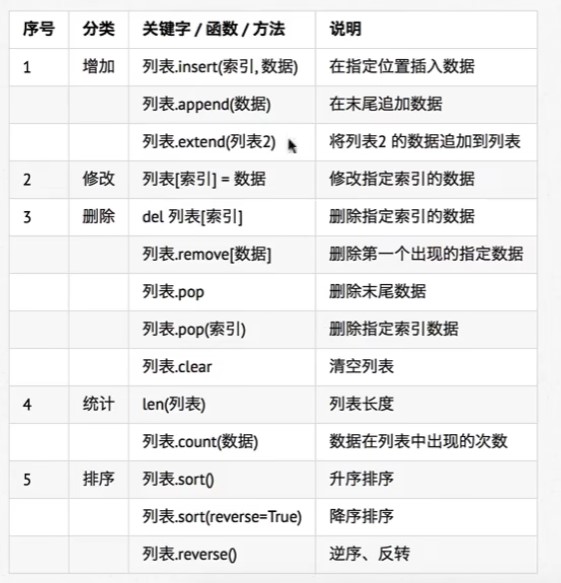 序号 分类 关键字 / 函数 / 方法 说明
1 增加 列表.insert(索引, 数据) 在指定位置插入数据
列表.append(数据) 在末尾追加数据
列表.extend(列表2) 将列表2 的数据追加到列表
2 修改 列表[索引] = 数据 修改指定索引的数据
3 删除 del 列表[索引] 删除指定索引的数据
列表.remove[数据] 删除第一个出现的指定数据
列表.pop 删除末尾数据
列表.pop(索引) 删除指定索引数据
列表.clear 清空列表
4 统计 len(列表) 列表长度
列表.count(数据) 数据在列表中出现的次数
5 排序 列表.sort() 升序排序
列表.sort(reverse=True) 降序排序
列表.reverse() 逆序、反转